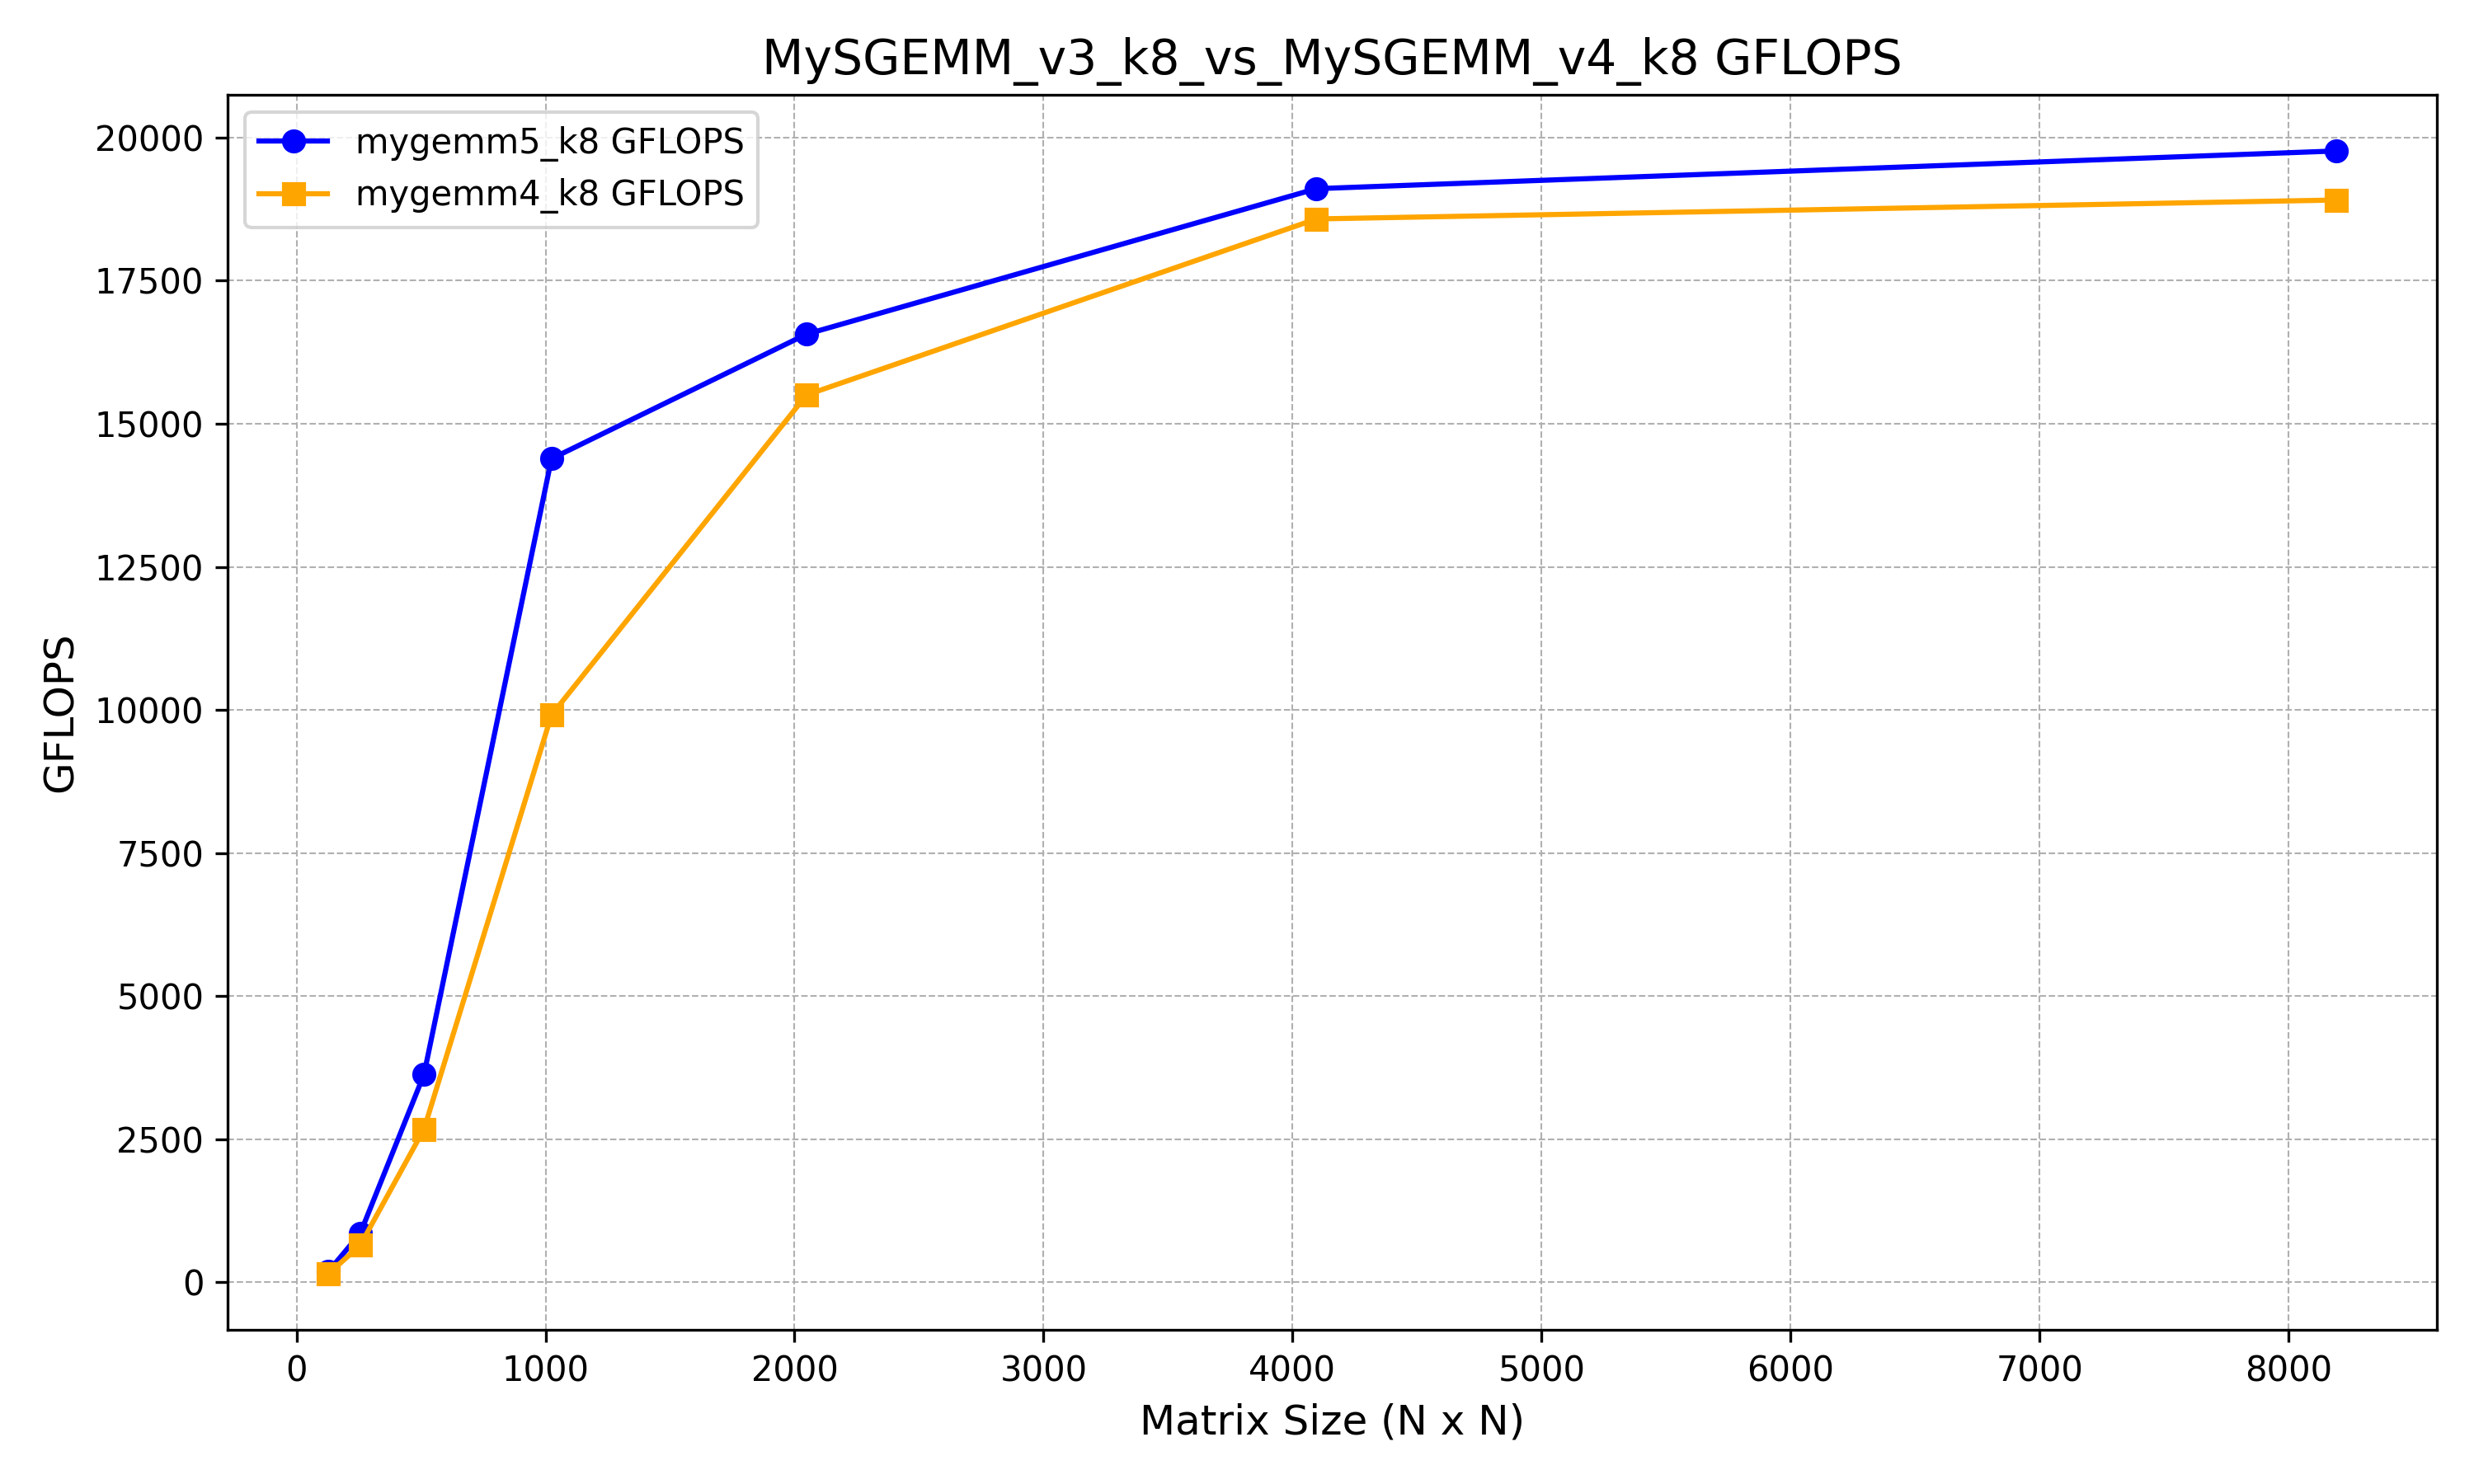 MySGEMM_v3_k8_vs_MySGEMM_v4_k8 GFLOPS
mygemm5_k8 GFLOPS
mygemm4_k8 GFLOPS
20000
17500
15000
12500
10000
7500
5000
2500
0
GFLOPS
0 1000 2000 3000 4000 5000 6000 7000 8000
Matrix Size (N x N)